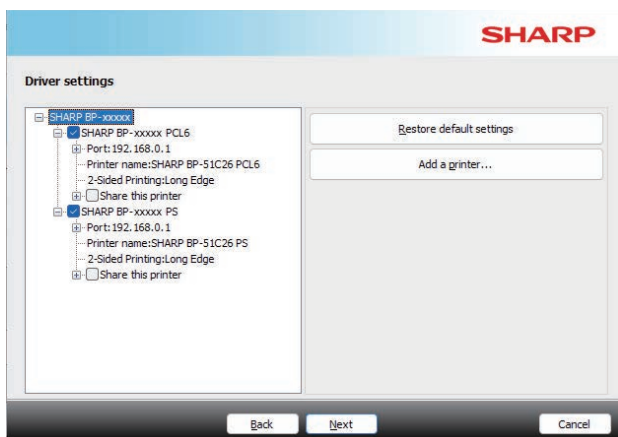 SHARP
Driver settings
SHARP BP-xxxxx
SHARP BP-xxxxx PCL6
Port:192.168.0.1
Printer name:SHARP BP-51C26 PCL6
2-Sided Printing:Long Edge
Share this printer
SHARP BP-xxxxx PS
Port:192.168.0.1
Printer name:SHARP BP-51C26 PS
2-Sided Printing:Long Edge
Share this printer
Restore default settings
Add a printer...
Back
Next
Cancel